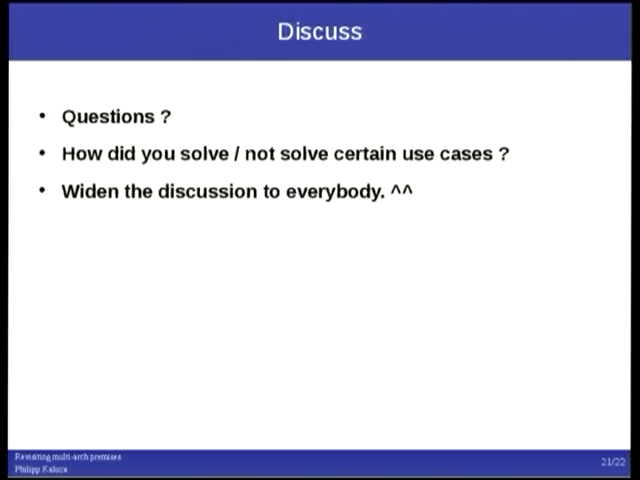 Discuss
• Questions ?
• How did you solve / not solve certain use cases ?
• Widen the discussion to everybody. ^^
Revisiting multi-arch premises
Philipp Kaluza
21/22